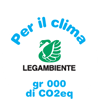 Per il clima
LEGAMBIENTE
gr 000
di CO2eq